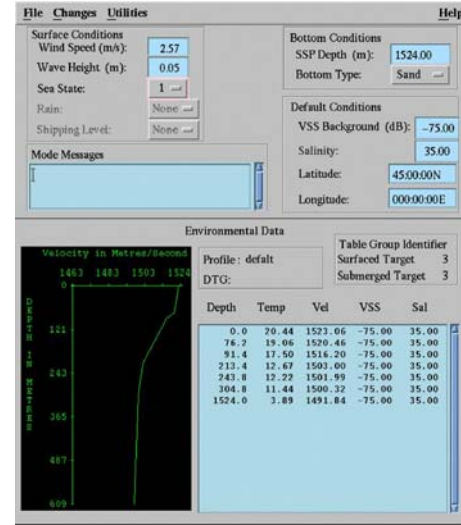 File Changes Utilities Help
Surface Conditions
Wind Speed (m/s): 2.57
Wave Height (m): 0.05
Sea State: 1
Rain: None
Shipping Level: None
Mode Messages
Bottom Conditions
SSP Depth (m): 1524.00
Bottom Type: Sand
Default Conditions
VSS Background (dB): -75.00
Salinity: 35.00
Latitude: 45:00:00N
Longitude: 000:00:00E
Environmental Data
Velocity in Metres/Second
1463 1483 1503 1524
0
121
243
365
487
609
DEPTH IN METRES
Profile: defalt
DTG:
Table Group Identifier
Surfaced Target 3
Submerged Target 3
Depth Temp Vel VSS Sal
0.0 20.44 1523.06 -75.00 35.00
76.2 19.06 1520.46 -75.00 35.00
91.4 17.50 1516.20 -75.00 35.00
213.4 12.67 1503.00 -75.00 35.00
243.8 12.22 1501.99 -75.00 35.00
304.8 11.44 1500.32 -75.00 35.00
1524.0 3.89 1491.84 -75.00 35.00